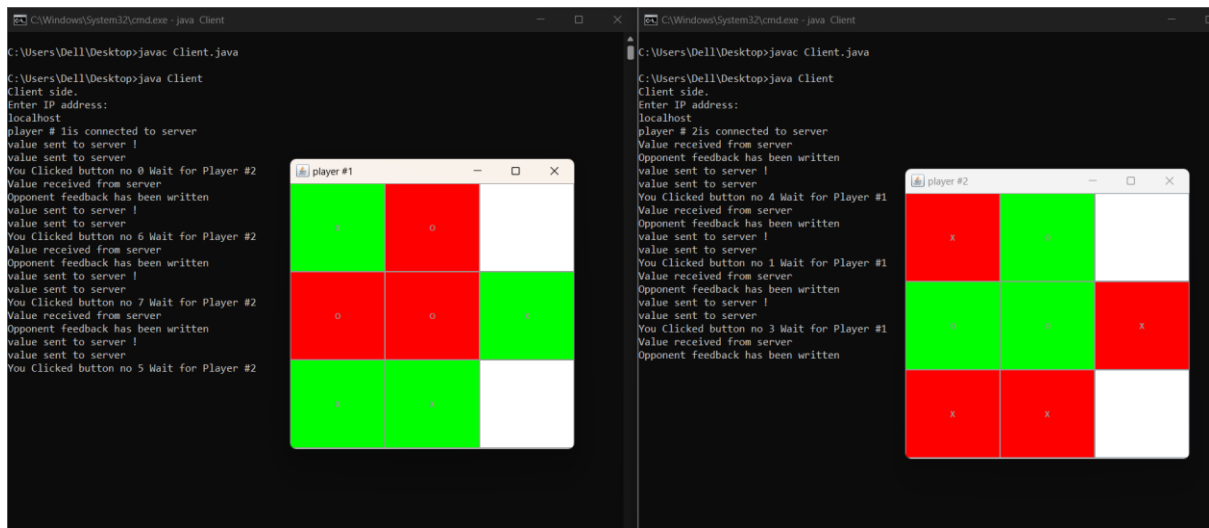 C:\Windows\System32\cmd.exe - java Client
C:\Users\Dell\Desktop>javac Client.java
C:\Users\Dell\Desktop>java Client
Client side.
Enter IP address:
localhost
player # 1is connected to server
value sent to server !
value sent to server
You Clicked button no 0 Wait for Player #2
Value received from server
Opponent feedback has been written
value sent to server !
value sent to server
You Clicked button no 6 Wait for Player #2
Value received from server
Opponent feedback has been written
value sent to server !
value sent to server
You Clicked button no 7 Wait for Player #2
Value received from server
Opponent feedback has been written
value sent to server !
value sent to server
You Clicked button no 5 Wait for Player #2
player #1
O
O O
C:\Windows\System32\cmd.exe - java Client
C:\Users\Dell\Desktop>javac Client.java
C:\Users\Dell\Desktop>java Client
Client side.
Enter IP address:
localhost
player # 2is connected to server
Value received from server
Opponent feedback has been written
value sent to server !
value sent to server
You Clicked button no 4 Wait for Player #1
Value received from server
Opponent feedback has been written
value sent to server !
value sent to server
You Clicked button no 1 Wait for Player #1
Value received from server
Opponent feedback has been written
value sent to server !
value sent to server
You Clicked button no 3 Wait for Player #1
Value received from server
Opponent feedback has been written
player #2
X
X
X X